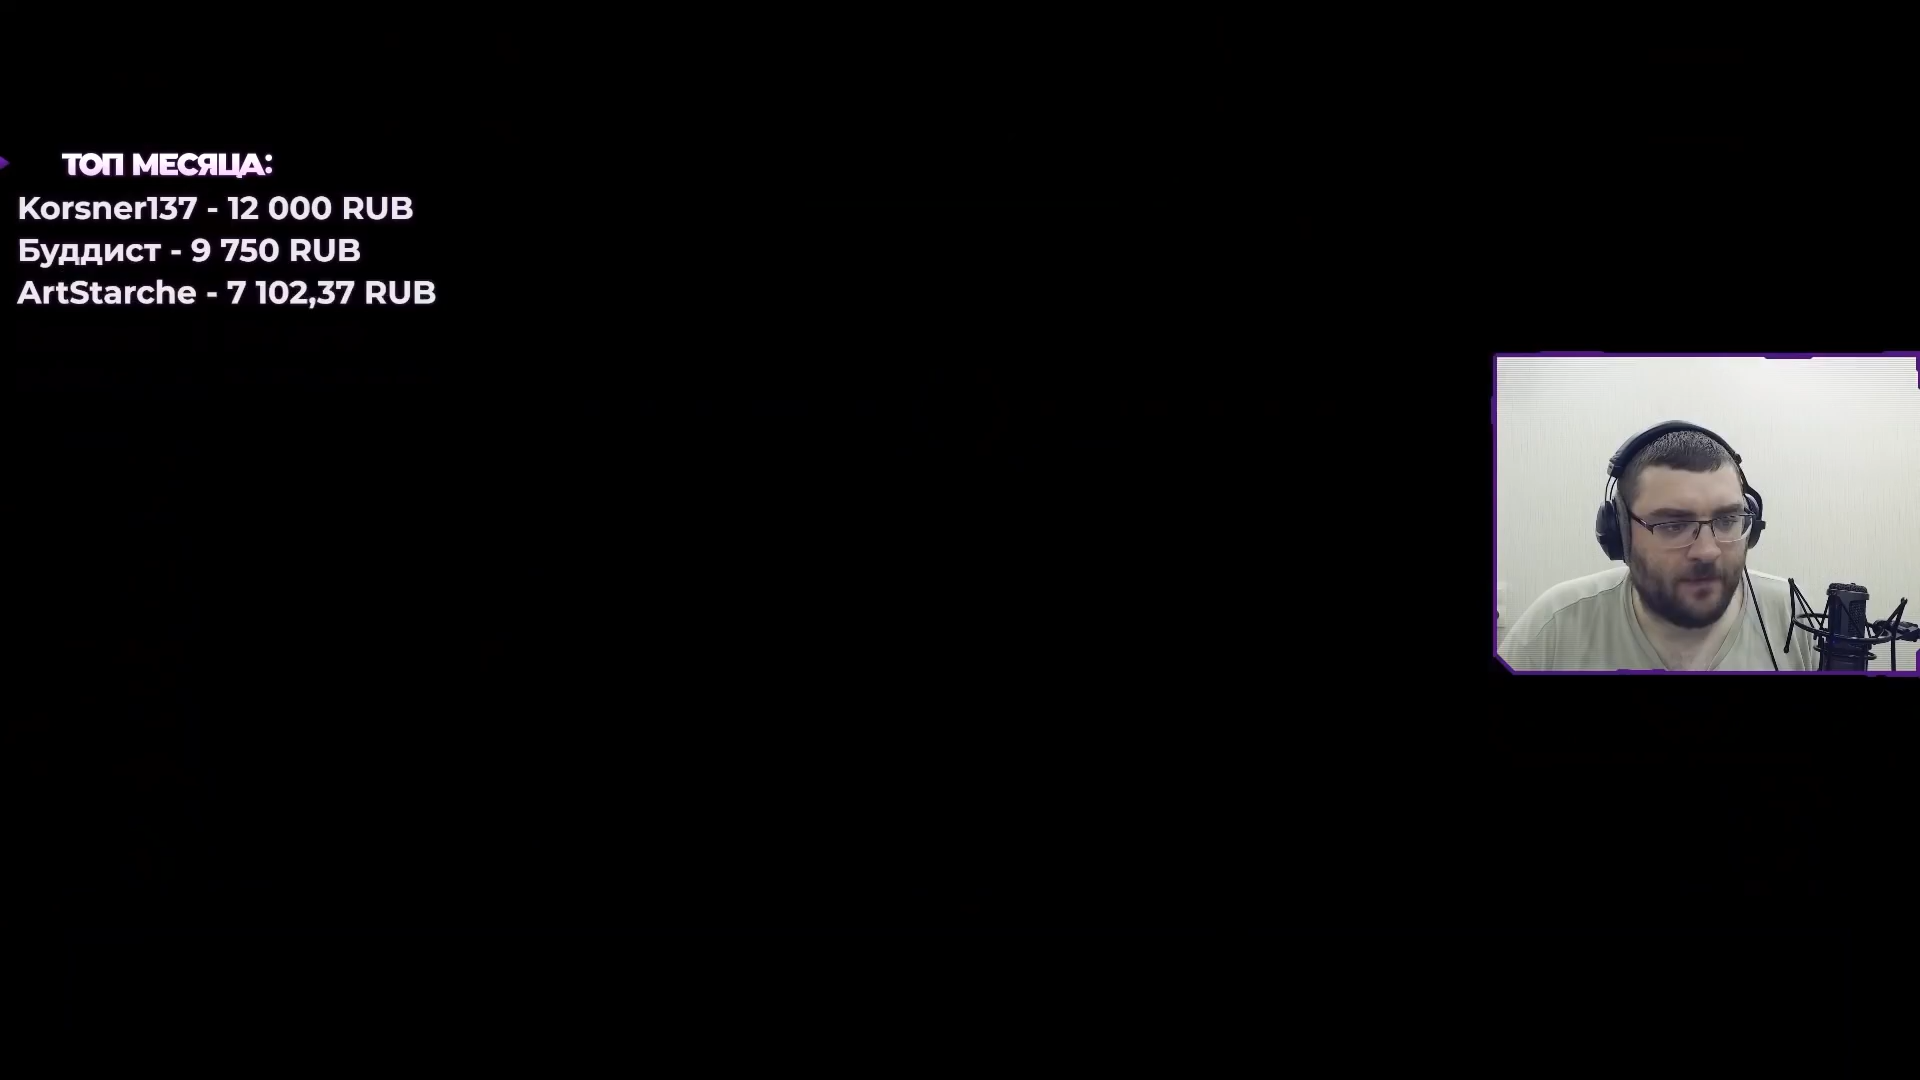 ТОП МЕСЯЦА:
Korsner137 - 12 000 RUB
Буддист - 9 750 RUB
ArtStarche - 7 102,37 RUB